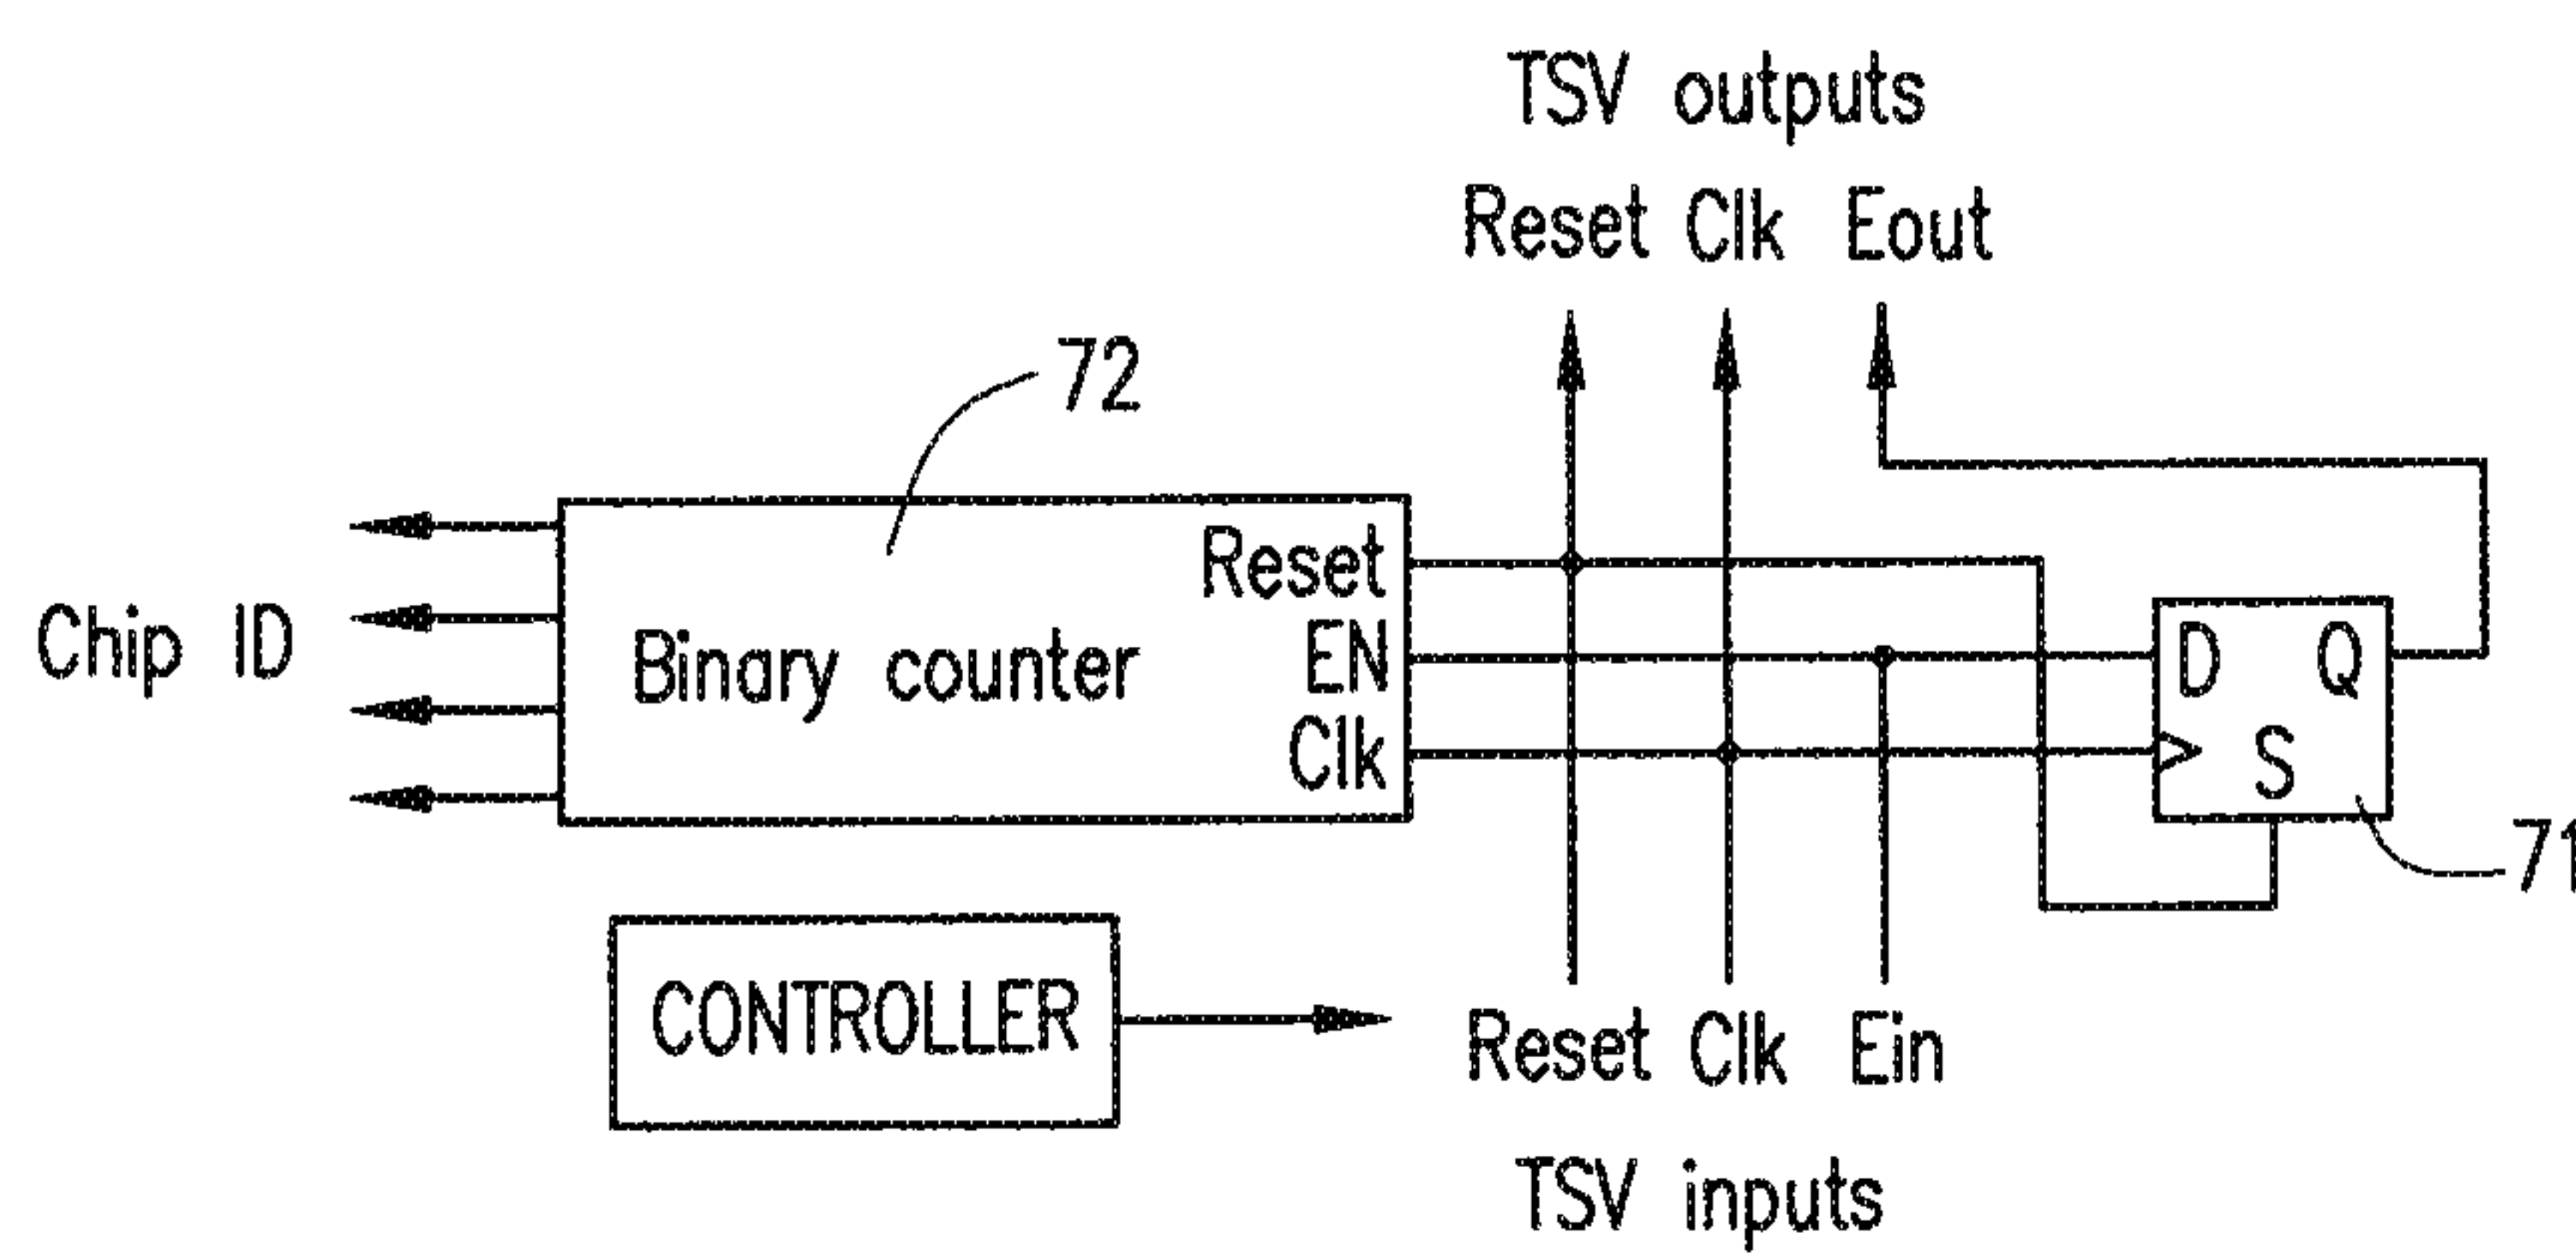 TSV outputs
Reset Clk Eout
72
Reset
EN
Clk
Binary counter
Chip ID
D Q
S
71
CONTROLLER
Reset Clk Ein
TSV inputs